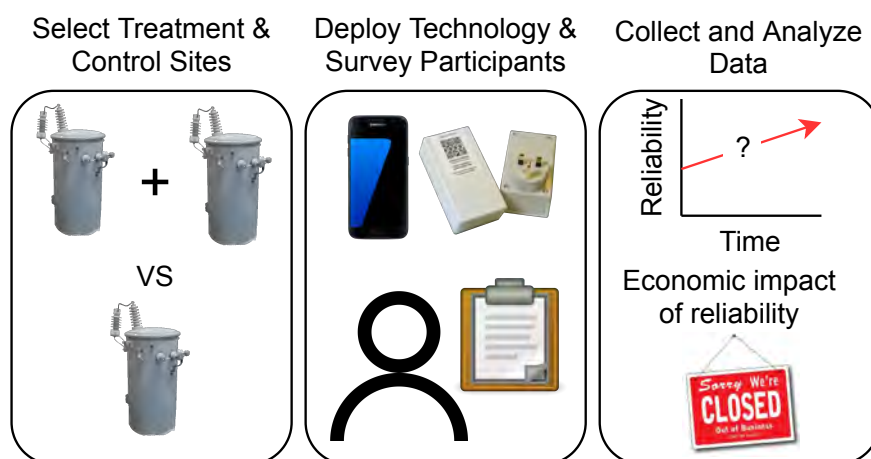 Select Treatment &
Control Sites
Deploy Technology &
Survey Participants
Collect and Analyze
Data
+
VS
Reliability
?
Time
Economic impact
of reliability
Sorry We're
CLOSED
Out of Business